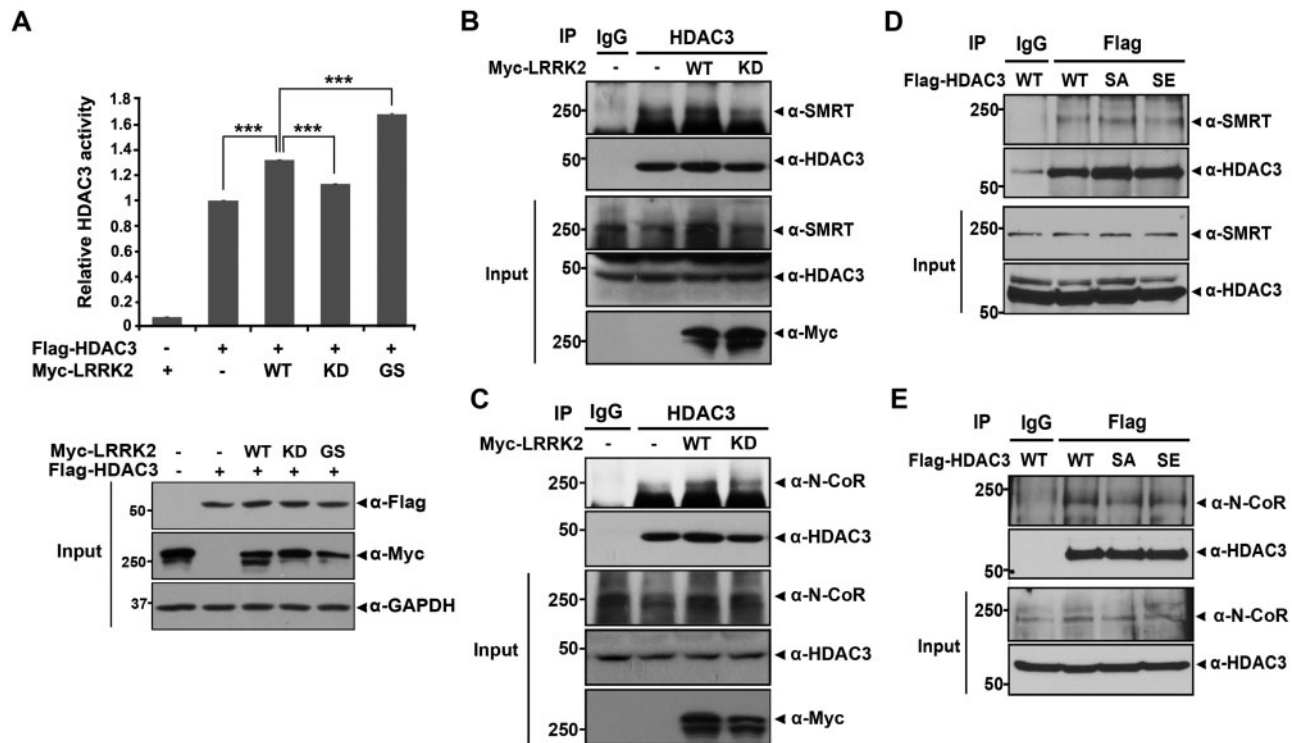 A
Relative HDAC3 activity
1.8
1.6
1.4
1.2
1
0.8
0.6
0.4
0.2
0
***
*** ***
Flag-HDAC3 - + + + +
Myc-LRRK2 + - WT KD GS
Myc-LRRK2 - - WT KD GS
Flag-HDAC3 - + + + +
Input
50 α-Flag
250 α-Myc
37 α-GAPDH
B
IP IgG HDAC3
Myc-LRRK2 - - WT KD
250 α-SMRT
50 α-HDAC3
Input
250 α-SMRT
50 α-HDAC3
250 α-Myc
C
IP IgG HDAC3
Myc-LRRK2 - - WT KD
250 α-N-CoR
50 α-HDAC3
Input
250 α-N-CoR
50 α-HDAC3
250 α-Myc
D
IP IgG Flag
Flag-HDAC3 WT WT SA SE
250 α-SMRT
50 α-HDAC3
Input
250 α-SMRT
50 α-HDAC3
E
IP IgG Flag
Flag-HDAC3 WT WT SA SE
250 α-N-CoR
50 α-HDAC3
Input
250 α-N-CoR
50 α-HDAC3